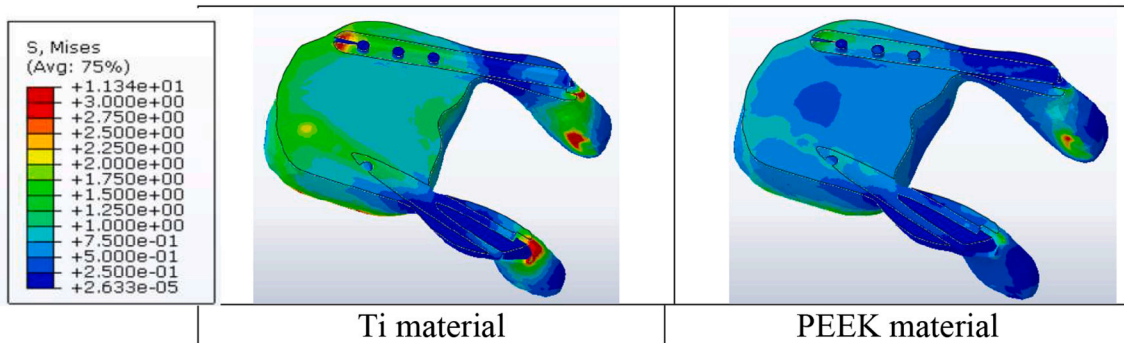 S, Mises
(Avg: 75%)
+1.134e+01
+3.000e+00
+2.750e+00
+2.500e+00
+2.250e+00
+2.000e+00
+1.750e+00
+1.500e+00
+1.250e+00
+1.000e+00
+7.500e-01
+5.000e-01
+2.500e-01
+2.633e-05
Ti material
PEEK material